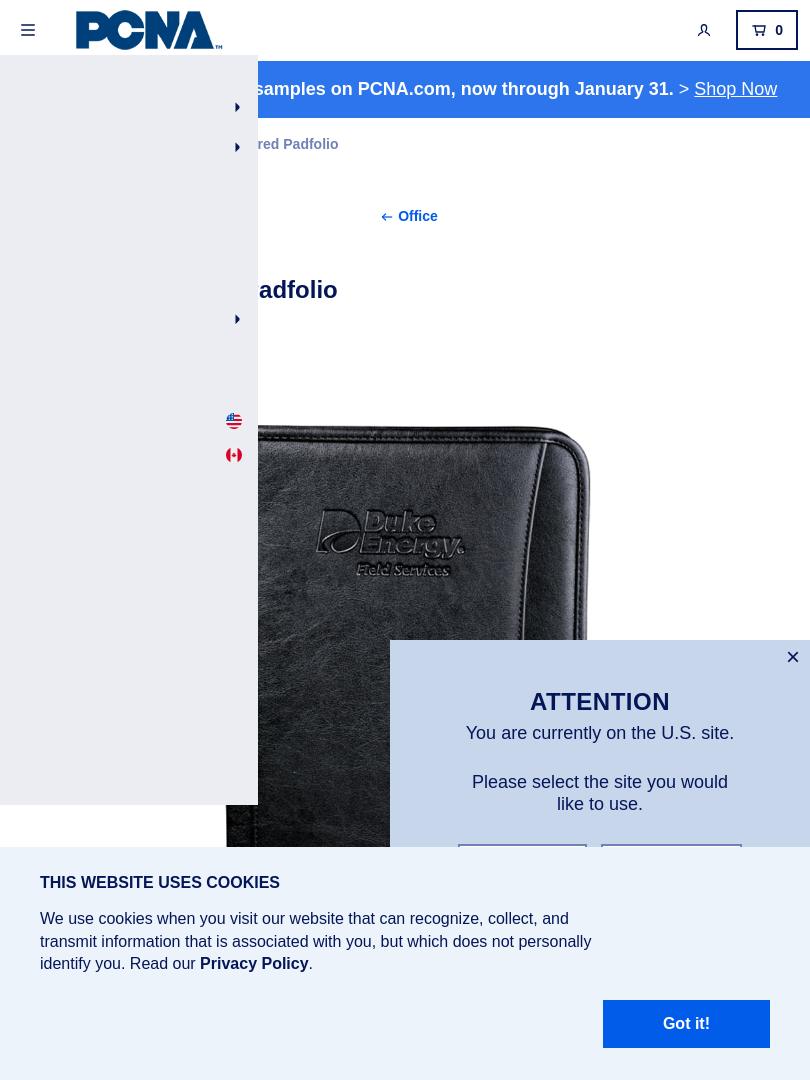 PCNA™
0
samples on PCNA.com, now through January 31. > Shop Now
red Padfolio
← Office
adfolio
Duke
Energy®
Field Services
ATTENTION
You are currently on the U.S. site.
Please select the site you would
like to use.
THIS WEBSITE USES COOKIES
We use cookies when you visit our website that can recognize, collect, and
transmit information that is associated with you, but which does not personally
identify you. Read our Privacy Policy.
Got it!